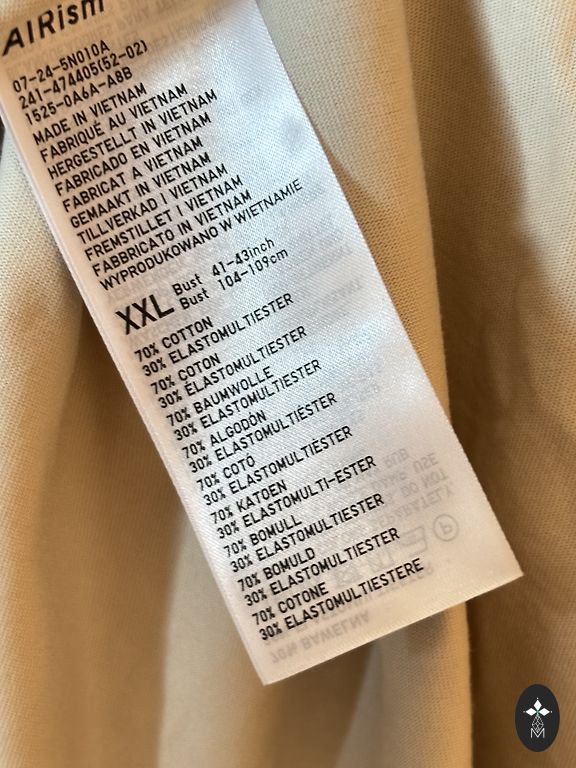 AIRism
07-24-5N010A
241-474405(52-02)
1525-0A6A-A8B
MADE IN VIETNAM
FABRIQUÉ AU VIETNAM
HERGESTELLT IN VIETNAM
FABRICADO EN VIETNAM
FABRICAT A VIETNAM
GEMAAKT IN VIETNAM
TILLVERKAD I VIETNAM
FREMSTILLET I VIETNAM
FABBRICATO IN VIETNAM
WYPRODUKOWANO W WIETNAMIE
XXL Bust 41-43inch
Bust 104-109cm
70% COTTON
30% ELASTOMULTIESTER
70% COTON
30% ÉLASTOMULTIESTER
70% BAUMWOLLE
30% ELASTOMULTIESTER
70% ALGODÓN
30% ELASTOMULTIÉSTER
70% COTÓ
30% ELASTOMULTIÈSTER
70% KATOEN
30% ELASTOMULTI-ESTER
70% BOMULL
30% ELASTOMULTIESTER
70% BOMULD
30% ELASTOMULTIESTER
70% COTONE
30% ELASTOMULTIESTERE
70% BAWEŁNA
M